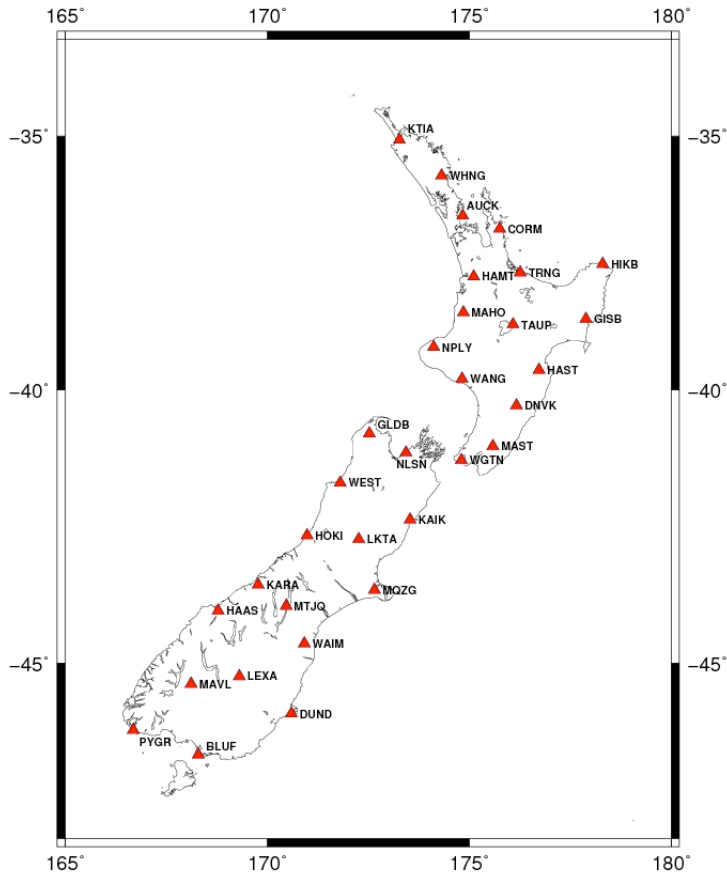 165˚ 170˚ 175˚ 180˚
KTIA
−35˚ −35˚
WHNG
AUCK
CORM
HIKB
HAMT TRNG
MAHO GISB
TAUP
NPLY
HAST
WANG
−40˚ −40˚
DNVK
GLDB
MAST
NLSN WGTN
WEST
KAIK
HOKI LKTA
KARA MQZG
HAAS MTJO
WAIM
−45˚ −45˚
LEXA
MAVL
DUND
PYGR BLUF
165˚ 170˚ 175˚ 180˚